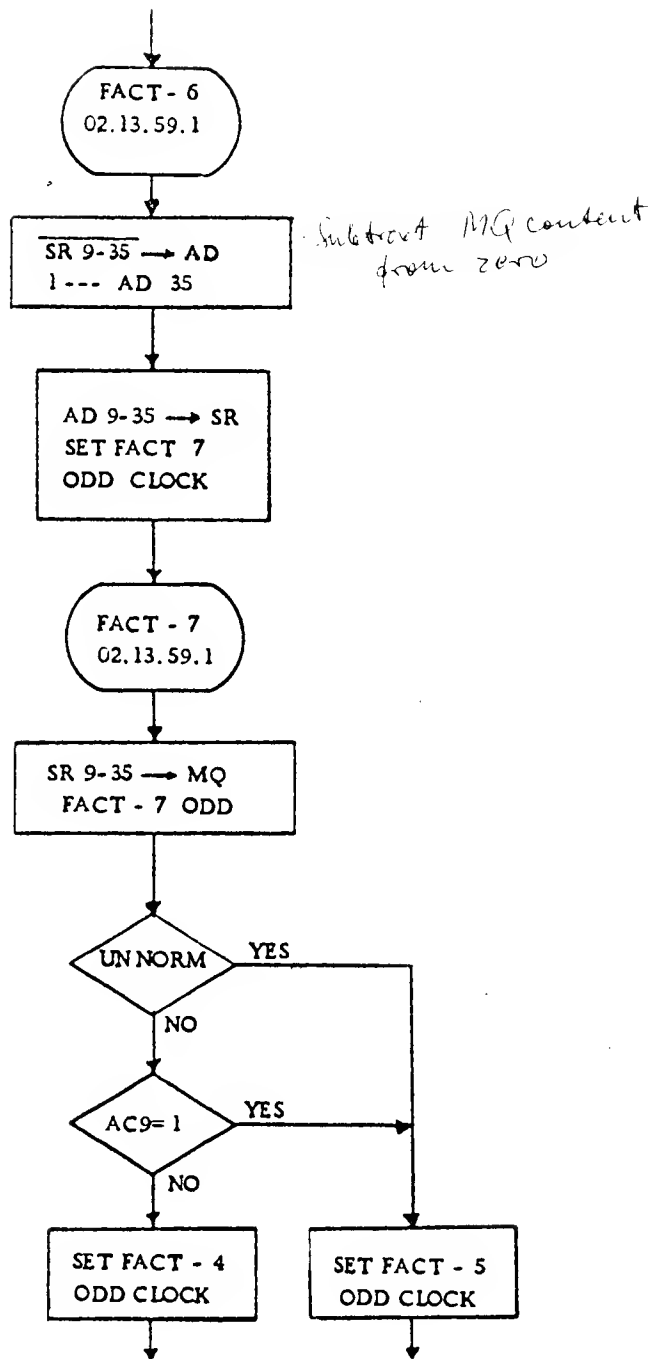 FACT - 6
02.13.59.1
SR 9-35 → AD
1 --- AD 35
Subtract MQ content
from zero
AD 9-35 → SR
SET FACT 7
ODD CLOCK
FACT - 7
02.13.59.1
SR 9-35 → MQ
FACT - 7 ODD
UN NORM
YES
NO
AC9= 1
YES
NO
SET FACT - 4
ODD CLOCK
SET FACT - 5
ODD CLOCK